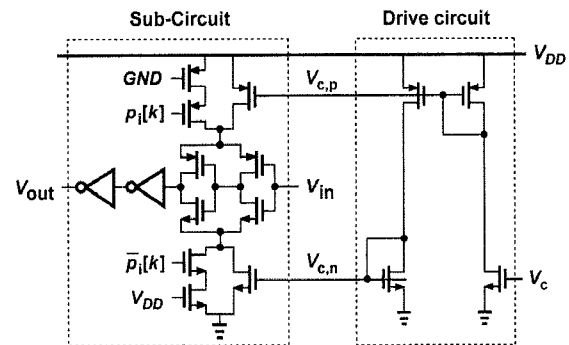 Sub-Circuit
Drive circuit
V_DD
GND
V_c,p
p_i[k]
V_out
V_in
p̅_i[k]
V_c,n
V_DD
V_c